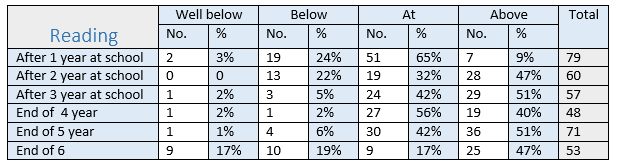 Reading Well below Below At Above Total
No. % No. % No. % No. %
After 1 year at school 2 3% 19 24% 51 65% 7 9% 79
After 2 year at school 0 0 13 22% 19 32% 28 47% 60
After 3 year at school 1 2% 3 5% 24 42% 29 51% 57
End of 4 year 1 2% 1 2% 27 56% 19 40% 48
End of 5 year 1 1% 4 6% 30 42% 36 51% 71
End of 6 9 17% 10 19% 9 17% 25 47% 53